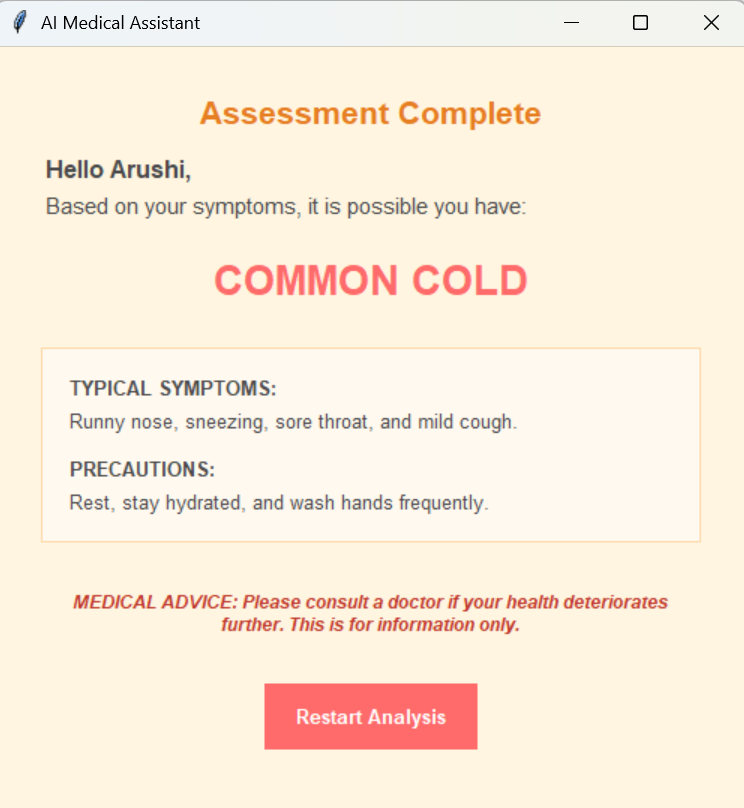 AI Medical Assistant
Assessment Complete
Hello Arushi,
Based on your symptoms, it is possible you have:
COMMON COLD
TYPICAL SYMPTOMS:
Runny nose, sneezing, sore throat, and mild cough.
PRECAUTIONS:
Rest, stay hydrated, and wash hands frequently.
MEDICAL ADVICE: Please consult a doctor if your health deteriorates
further. This is for information only.
Restart Analysis